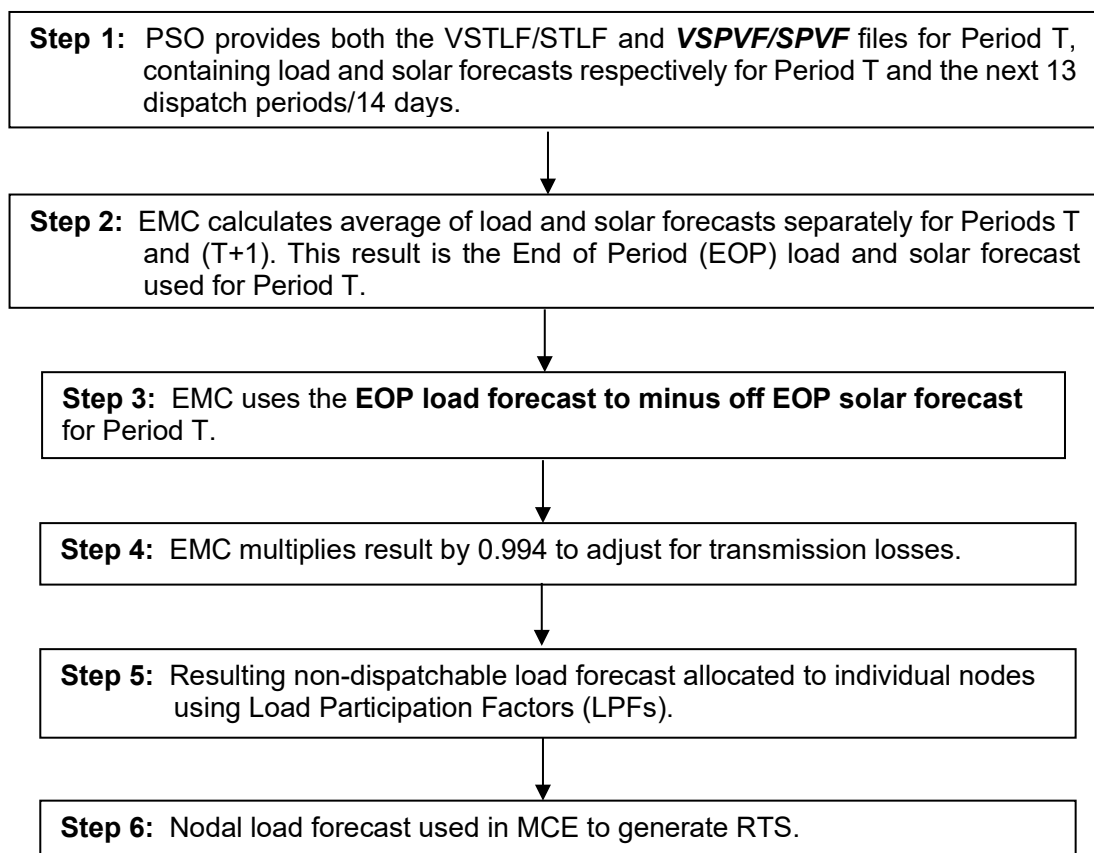 Step 1: PSO provides both the VSTLF/STLF and VSPVF/SPVF files for Period T,
containing load and solar forecasts respectively for Period T and the next 13
dispatch periods/14 days.
Step 2: EMC calculates average of load and solar forecasts separately for Periods T
and (T+1). This result is the End of Period (EOP) load and solar forecast
used for Period T.
Step 3: EMC uses the EOP load forecast to minus off EOP solar forecast
for Period T.
Step 4: EMC multiplies result by 0.994 to adjust for transmission losses.
Step 5: Resulting non-dispatchable load forecast allocated to individual nodes
using Load Participation Factors (LPFs).
Step 6: Nodal load forecast used in MCE to generate RTS.